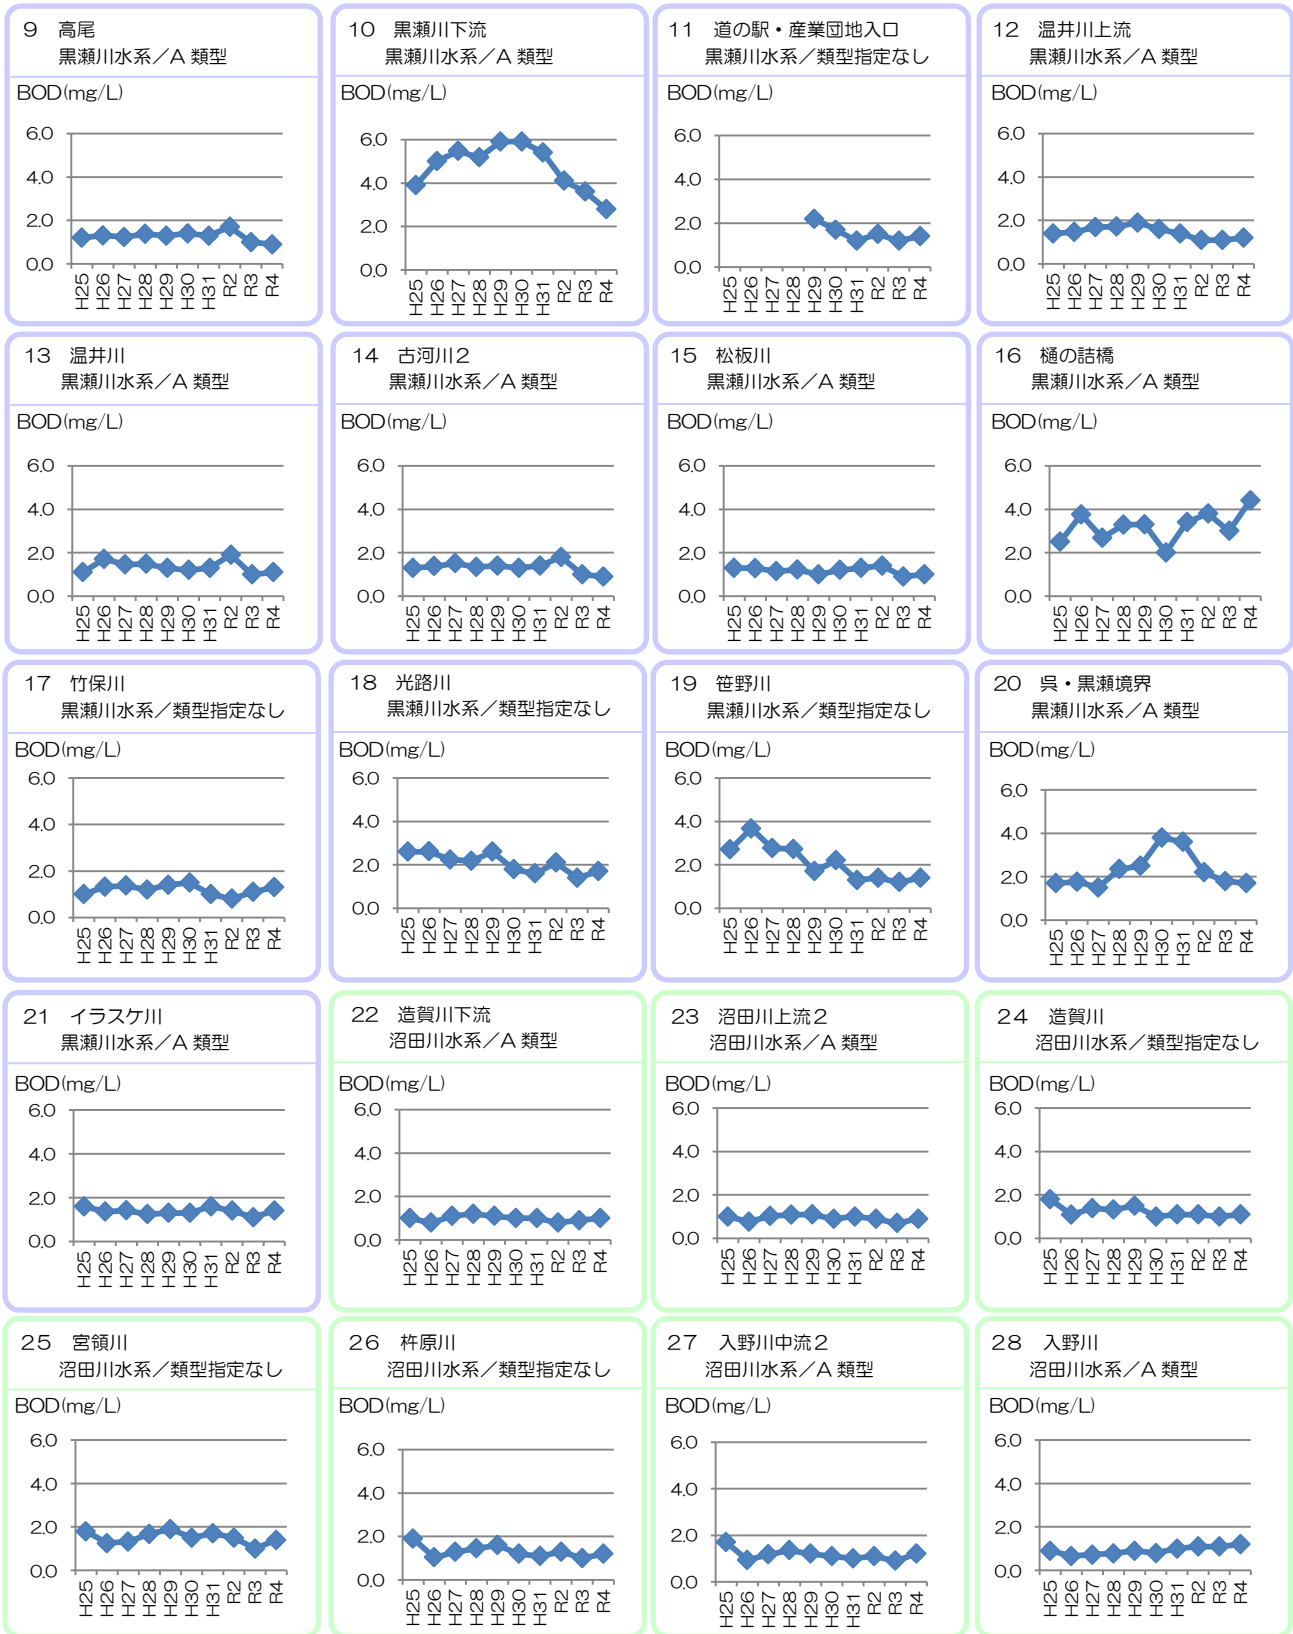 9 高尾
黒瀬川水系／A 類型
BOD(mg/L)
6.0
4.0
2.0
0.0
H25 H26 H27 H28 H29 H30 H31 R2 R3 R4
10 黒瀬川下流
黒瀬川水系／A 類型
BOD(mg/L)
6.0
4.0
2.0
0.0
H25 H26 H27 H28 H29 H30 H31 R2 R3 R4
11 道の駅・産業団地入口
黒瀬川水系／類型指定なし
BOD(mg/L)
6.0
4.0
2.0
0.0
H25 H26 H27 H28 H29 H30 H31 R2 R3 R4
12 温井川上流
黒瀬川水系／A 類型
BOD(mg/L)
6.0
4.0
2.0
0.0
H25 H26 H27 H28 H29 H30 H31 R2 R3 R4
13 温井川
黒瀬川水系／A 類型
BOD(mg/L)
6.0
4.0
2.0
0.0
H25 H26 H27 H28 H29 H30 H31 R2 R3 R4
14 古河川２
黒瀬川水系／A 類型
BOD(mg/L)
6.0
4.0
2.0
0.0
H25 H26 H27 H28 H29 H30 H31 R2 R3 R4
15 松板川
黒瀬川水系／A 類型
BOD(mg/L)
6.0
4.0
2.0
0.0
H25 H26 H27 H28 H29 H30 H31 R2 R3 R4
16 樋の詰橋
黒瀬川水系／A 類型
BOD(mg/L)
6.0
4.0
2.0
0.0
H25 H26 H27 H28 H29 H30 H31 R2 R3 R4
17 竹保川
黒瀬川水系／類型指定なし
BOD(mg/L)
6.0
4.0
2.0
0.0
H25 H26 H27 H28 H29 H30 H31 R2 R3 R4
18 光路川
黒瀬川水系／類型指定なし
BOD(mg/L)
6.0
4.0
2.0
0.0
H25 H26 H27 H28 H29 H30 H31 R2 R3 R4
19 笹野川
黒瀬川水系／類型指定なし
BOD(mg/L)
6.0
4.0
2.0
0.0
H25 H26 H27 H28 H29 H30 H31 R2 R3 R4
20 呉・黒瀬境界
黒瀬川水系／A 類型
BOD(mg/L)
6.0
4.0
2.0
0.0
H25 H26 H27 H28 H29 H30 H31 R2 R3 R4
21 イラスケ川
黒瀬川水系／A 類型
BOD(mg/L)
6.0
4.0
2.0
0.0
H25 H26 H27 H28 H29 H30 H31 R2 R3 R4
22 造賀川下流
沼田川水系／A 類型
BOD(mg/L)
6.0
4.0
2.0
0.0
H25 H26 H27 H28 H29 H30 H31 R2 R3 R4
23 沼田川上流２
沼田川水系／A 類型
BOD(mg/L)
6.0
4.0
2.0
0.0
H25 H26 H27 H28 H29 H30 H31 R2 R3 R4
24 造賀川
沼田川水系／類型指定なし
BOD(mg/L)
6.0
4.0
2.0
0.0
H25 H26 H27 H28 H29 H30 H31 R2 R3 R4
25 宮領川
沼田川水系／類型指定なし
BOD(mg/L)
6.0
4.0
2.0
0.0
H25 H26 H27 H28 H29 H30 H31 R2 R3 R4
26 杵原川
沼田川水系／類型指定なし
BOD(mg/L)
6.0
4.0
2.0
0.0
H25 H26 H27 H28 H29 H30 H31 R2 R3 R4
27 入野川中流２
沼田川水系／A 類型
BOD(mg/L)
6.0
4.0
2.0
0.0
H25 H26 H27 H28 H29 H30 H31 R2 R3 R4
28 入野川
沼田川水系／A 類型
BOD(mg/L)
6.0
4.0
2.0
0.0
H25 H26 H27 H28 H29 H30 H31 R2 R3 R4